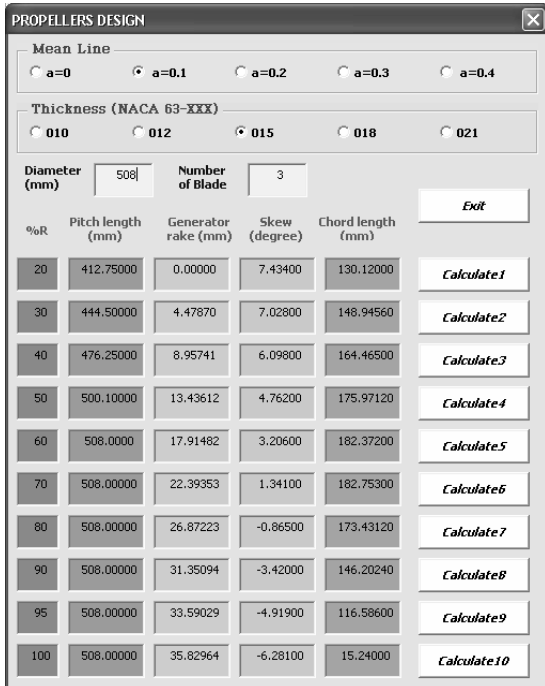 PROPELLERS DESIGN
Mean Line
a=0 a=0.1 a=0.2 a=0.3 a=0.4
Thickness (NACA 63-XXX)
010 012 015 018 021
Diameter (mm) 508 Number of Blade 3
Exit
%R Pitch length (mm) Generator rake (mm) Skew (degree) Chord length (mm)
20 412.75000 0.00000 7.43400 130.12000 Calculate1
30 444.50000 4.47870 7.02800 148.94560 Calculate2
40 476.25000 8.95741 6.09800 164.46500 Calculate3
50 500.10000 13.43612 4.76200 175.97120 Calculate4
60 508.0000 17.91482 3.20600 182.37200 Calculate5
70 508.00000 22.39353 1.34100 182.75300 Calculate6
80 508.00000 26.87223 -0.86500 173.43120 Calculate7
90 508.00000 31.35094 -3.42000 146.20240 Calculate8
95 508.00000 33.59029 -4.91900 116.58600 Calculate9
100 508.00000 35.82964 -6.28100 15.24000 Calculate10